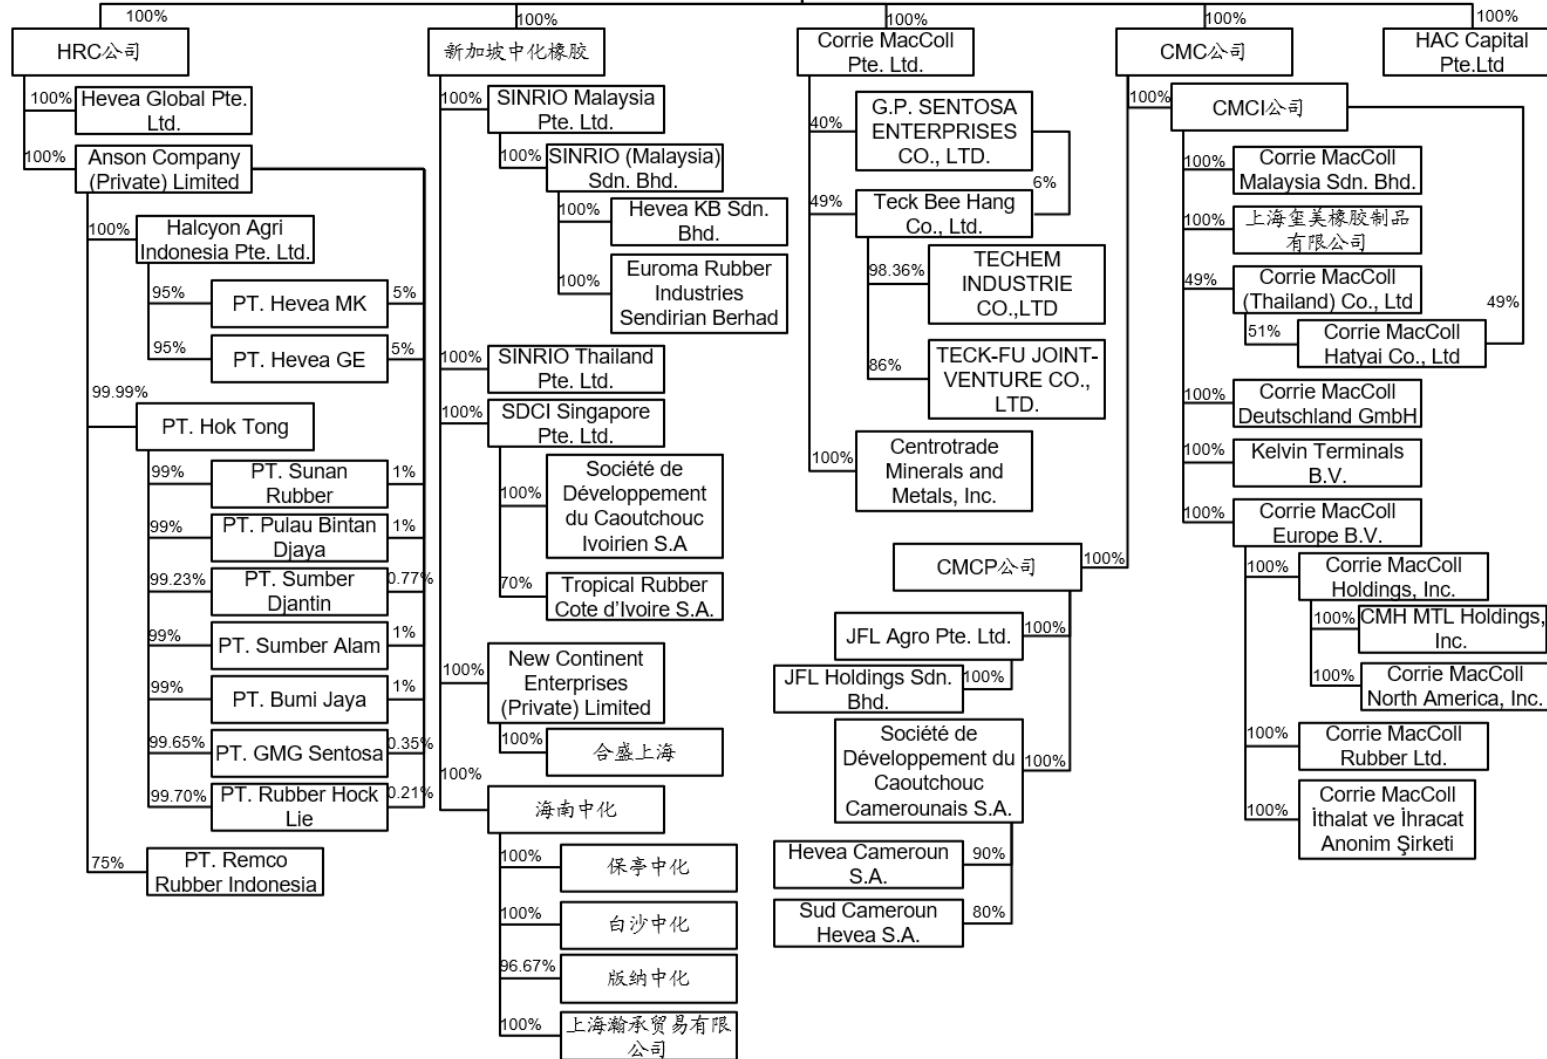 100%
100%
100%
100%
100%
HRC公司
100%
Hevea Global Pte.
Ltd.
100%
Anson Company
(Private) Limited
100%
Halcyon Agri
Indonesia Pte. Ltd.
95%
PT. Hevea MK
5%
95%
PT. Hevea GE
5%
99.99%
PT. Hok Tong
99%
PT. Sunan
Rubber
1%
99%
PT. Pulau Bintan
Djaya
1%
99.23%
PT. Sumber
Djantin
0.77%
99%
PT. Sumber Alam
1%
99%
PT. Bumi Jaya
1%
99.65%
PT. GMG Sentosa
0.35%
99.70%
PT. Rubber Hock
Lie
0.21%
75%
PT. Remco
Rubber Indonesia
新加坡中化橡胶
100%
SINRIO Malaysia
Pte. Ltd.
100%
SINRIO (Malaysia)
Sdn. Bhd.
100%
Hevea KB Sdn.
Bhd.
100%
Euroma Rubber
Industries
Sendirian Berhad
100%
SINRIO Thailand
Pte. Ltd.
100%
SDCI Singapore
Pte. Ltd.
100%
Société de
Développement
du Caoutchouc
Ivoirien S.A
70%
Tropical Rubber
Cote d’Ivoire S.A.
100%
New Continent
Enterprises
(Private) Limited
100%
合盛上海
100%
海南中化
100%
保亭中化
100%
白沙中化
96.67%
版纳中化
100%
上海瀚承贸易有限
公司
Corrie MacColl
Pte. Ltd.
40%
G.P. SENTOSA
ENTERPRISES
CO., LTD.
6%
49%
Teck Bee Hang
Co., Ltd.
98.36%
TECHEM
INDUSTRIE
CO.,LTD
86%
TECK-FU JOINT-
VENTURE CO.,
LTD.
100%
Centrotrade
Minerals and
Metals, Inc.
CMC公司
100%
CMCI公司
100%
Corrie MacColl
Malaysia Sdn. Bhd.
100%
上海玺美橡胶制品
有限公司
49%
Corrie MacColl
(Thailand) Co., Ltd
51%
Corrie MacColl
Hatyai Co., Ltd
49%
100%
Corrie MacColl
Deutschland GmbH
100%
Kelvin Terminals
B.V.
100%
Corrie MacColl
Europe B.V.
100%
Corrie MacColl
Holdings, Inc.
100%
CMH MTL Holdings,
Inc.
100%
Corrie MacColl
North America, Inc.
100%
Corrie MacColl
Rubber Ltd.
100%
Corrie MacColl
İthalat ve İhracat
Anonim Şirketi
CMCP公司
100%
JFL Agro Pte. Ltd.
100%
JFL Holdings Sdn.
Bhd.
100%
Société de
Développement du
Caoutchouc
Camerounais S.A.
100%
Hevea Cameroun
S.A.
90%
Sud Cameroun
Hevea S.A.
80%
HAC Capital
Pte.Ltd